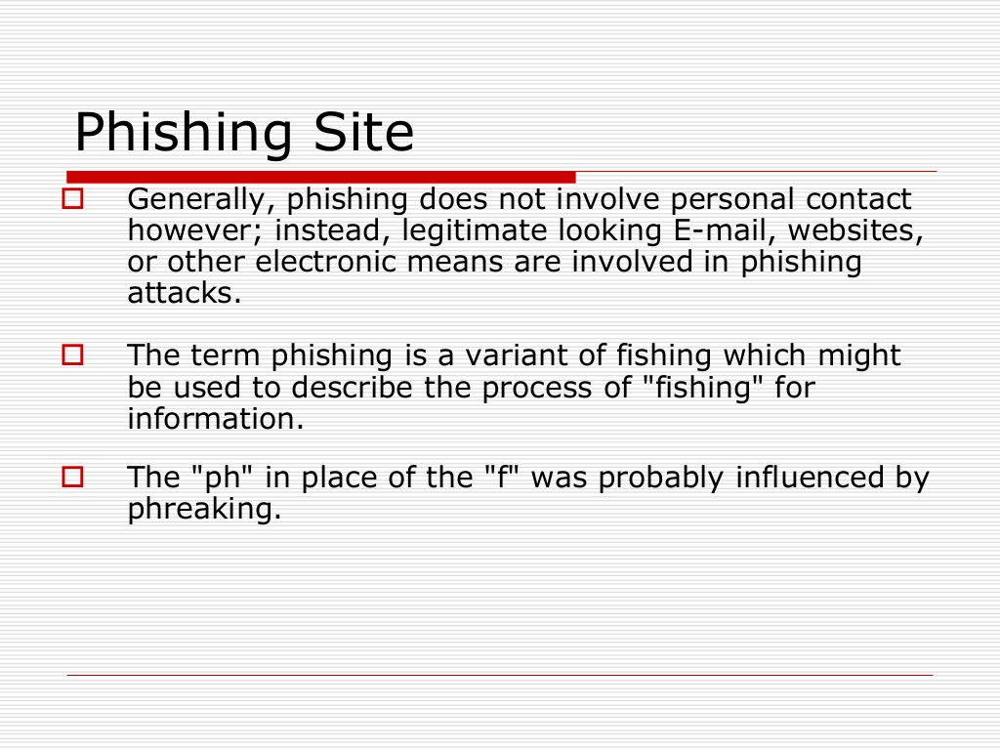 Phishing Site
Generally, phishing does not involve personal contact
however; instead, legitimate looking E-mail, websites,
or other electronic means are involved in phishing
attacks.
The term phishing is a variant of fishing which might
be used to describe the process of "fishing" for
information.
The "ph" in place of the "f" was probably influenced by
phreaking.